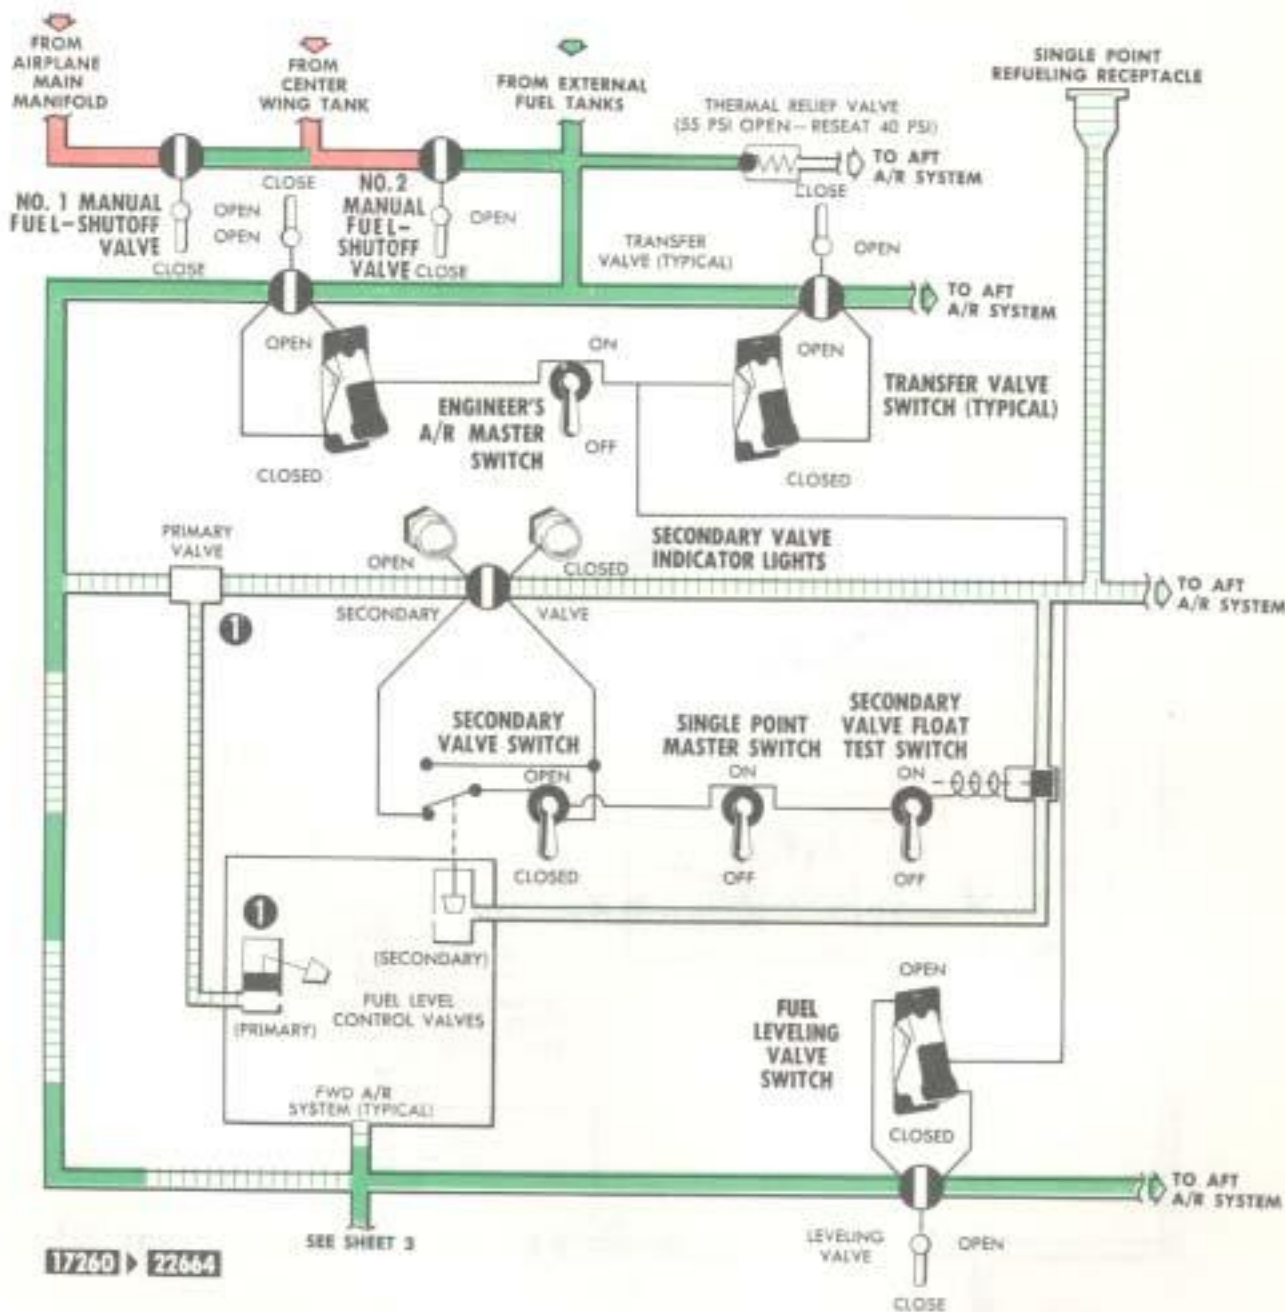 FROM
AIRPLANE
MAIN
MANIFOLD
FROM
CENTER
WING TANK
FROM EXTERNAL
FUEL TANKS
SINGLE POINT
REFUELING RECEPTACLE
THERMAL RELIEF VALVE
(55 PSI OPEN–RESEAT 40 PSI)
TO AFT
A/R SYSTEM
NO. 1 MANUAL
FUEL–SHUTOFF
VALVE
OPEN
CLOSE
CLOSE
OPEN
NO. 2
MANUAL
FUEL–
SHUTOFF
VALVE
OPEN
CLOSE
TRANSFER
VALVE (TYPICAL)
CLOSE
OPEN
TO AFT
A/R SYSTEM
OPEN
CLOSED
ENGINEER'S
A/R MASTER
SWITCH
ON
OFF
OPEN
CLOSED
TRANSFER VALVE
SWITCH (TYPICAL)
PRIMARY
VALVE
1
OPEN
CLOSED
SECONDARY VALVE
INDICATOR LIGHTS
SECONDARY VALVE
TO AFT
A/R SYSTEM
SECONDARY
VALVE SWITCH
OPEN
CLOSED
SINGLE POINT
MASTER SWITCH
ON
OFF
SECONDARY
VALVE FLOAT
TEST SWITCH
ON
OFF
1
(PRIMARY)
(SECONDARY)
FUEL LEVEL
CONTROL VALVES
FWD A/R
SYSTEM (TYPICAL)
FUEL
LEVELING
VALVE
SWITCH
OPEN
CLOSED
TO AFT
A/R SYSTEM
SEE SHEET 3
LEVELING
VALVE
OPEN
CLOSE
17260 22664